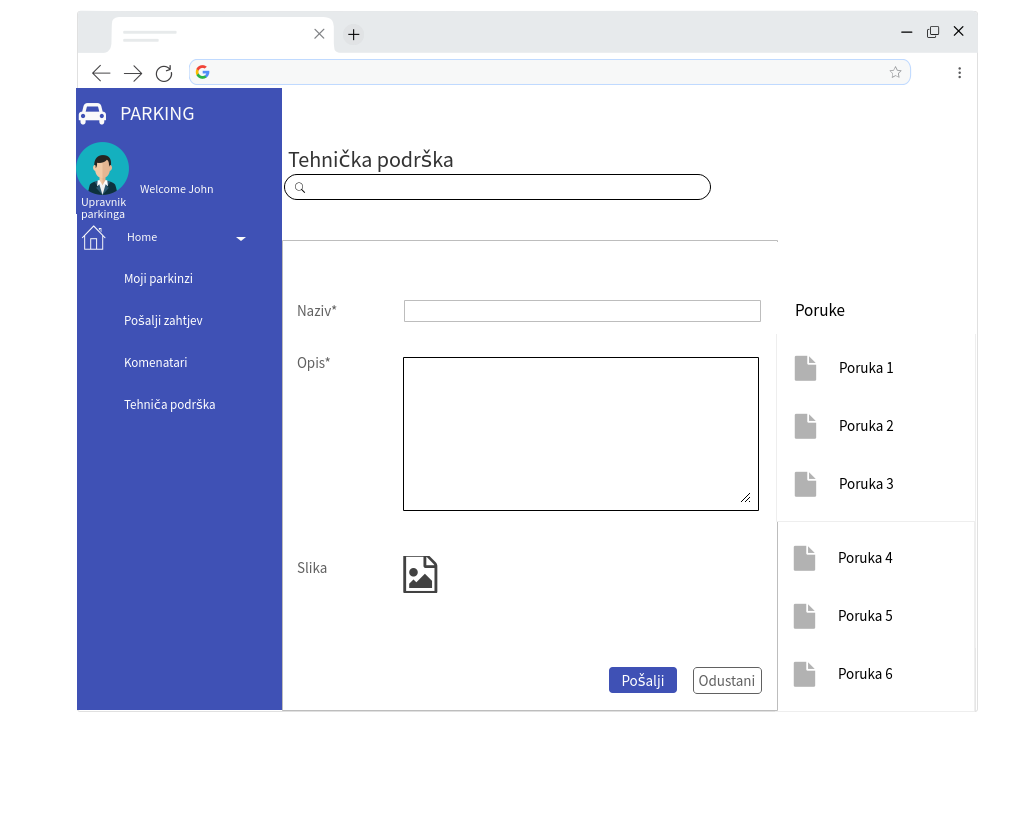 PARKING
Welcome John
Upravnik
parkinga
Home
Moji parkinzi
Pošalji zahtjev
Komenatari
Tehniča podrška
Tehnička podrška
Naziv*
Opis*
Slika
Pošalji
Odustani
Poruke
Poruka 1
Poruka 2
Poruka 3
Poruka 4
Poruka 5
Poruka 6